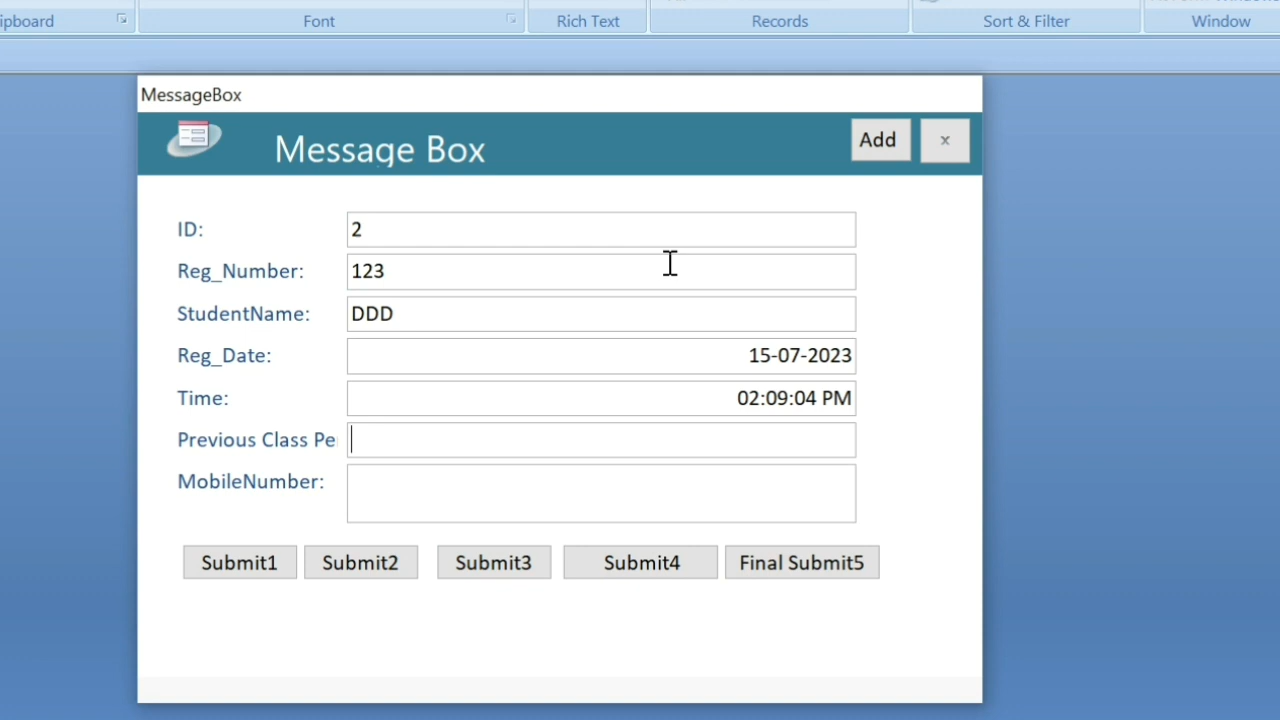 ipboard
Font
Rich Text
Records
Sort & Filter
Window
MessageBox
Message Box
Add
x
ID:
2
Reg_Number:
123
StudentName:
DDD
Reg_Date:
15-07-2023
Time:
02:09:04 PM
Previous Class Pe
MobileNumber:
Submit1
Submit2
Submit3
Submit4
Final Submit5